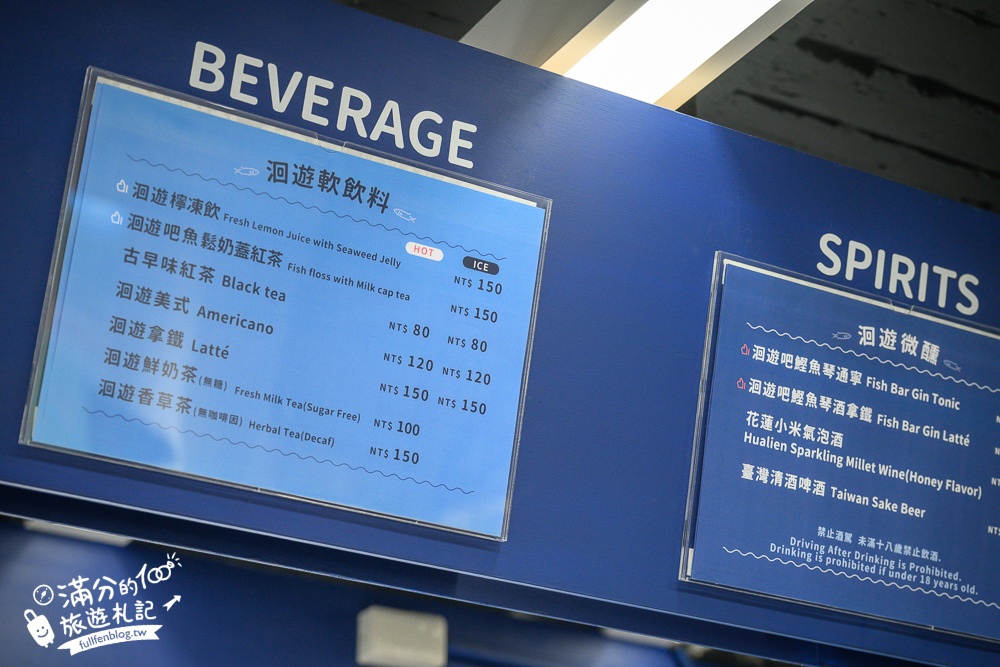 BEVERAGE
洄遊軟飲料
HOT
ICE
洄遊檸凍飲 Fresh Lemon Juice with Seaweed Jelly NT$ 150
洄遊吧魚鬆奶蓋紅茶 Fish floss with Milk cap tea NT$ 150
古早味紅茶 Black tea NT$ 80 NT$ 80
洄遊美式 Americano NT$ 120 NT$ 120
洄遊拿鐵 Latté NT$ 150 NT$ 150
洄遊鮮奶茶(無糖) Fresh Milk Tea(Sugar Free) NT$ 100
洄遊香草茶(無咖啡因) Herbal Tea(Decaf) NT$ 150
SPIRITS
洄遊微醺
洄遊吧鰹魚琴通寧 Fish Bar Gin Tonic
洄遊吧鰹魚琴酒拿鐵 Fish Bar Gin Latté
花蓮小米氣泡酒
Hualien Sparkling Millet Wine(Honey Flavor)
臺灣清酒啤酒 Taiwan Sake Beer
禁止酒駕 未滿十八歲禁止飲酒.
Driving After Drinking is Prohibited.
Drinking is prohibited if under 18 years old.
滿分的100
旅遊札記
fullfenblog.tw